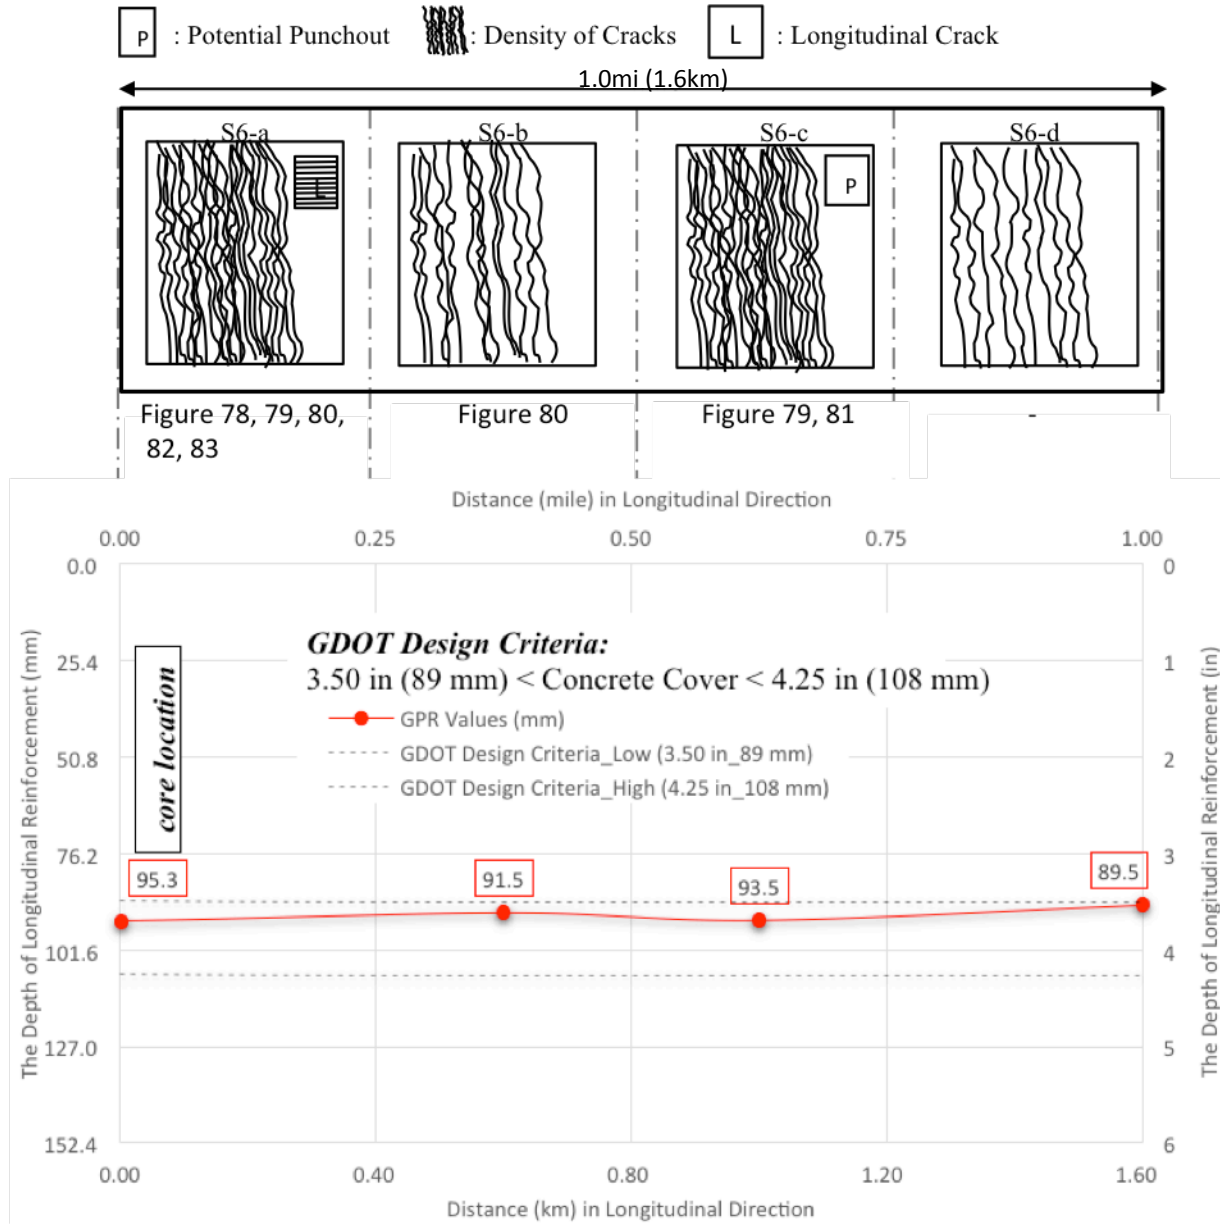 P : Potential Punchout : Density of Cracks L : Longitudinal Crack
1.0mi (1.6km)
S6-a S6-b S6-c S6-d
L P
Figure 78, 79, 80, Figure 80 Figure 79, 81 -
82, 83
Distance (mile) in Longitudinal Direction
0.00 0.25 0.50 0.75 1.00
The Depth of Longitudinal Reinforcement (mm)
0.0
25.4
50.8
76.2
101.6
127.0
152.4
core location
GDOT Design Criteria:
3.50 in (89 mm) < Concrete Cover < 4.25 in (108 mm)
GPR Values (mm)
GDOT Design Criteria_Low (3.50 in_89 mm)
GDOT Design Criteria_High (4.25 in_108 mm)
95.3 91.5 93.5 89.5
0
1
2
3
4
5
6
The Depth of Longitudinal Reinforcement (in)
0.00 0.40 0.80 1.20 1.60
Distance (km) in Longitudinal Direction